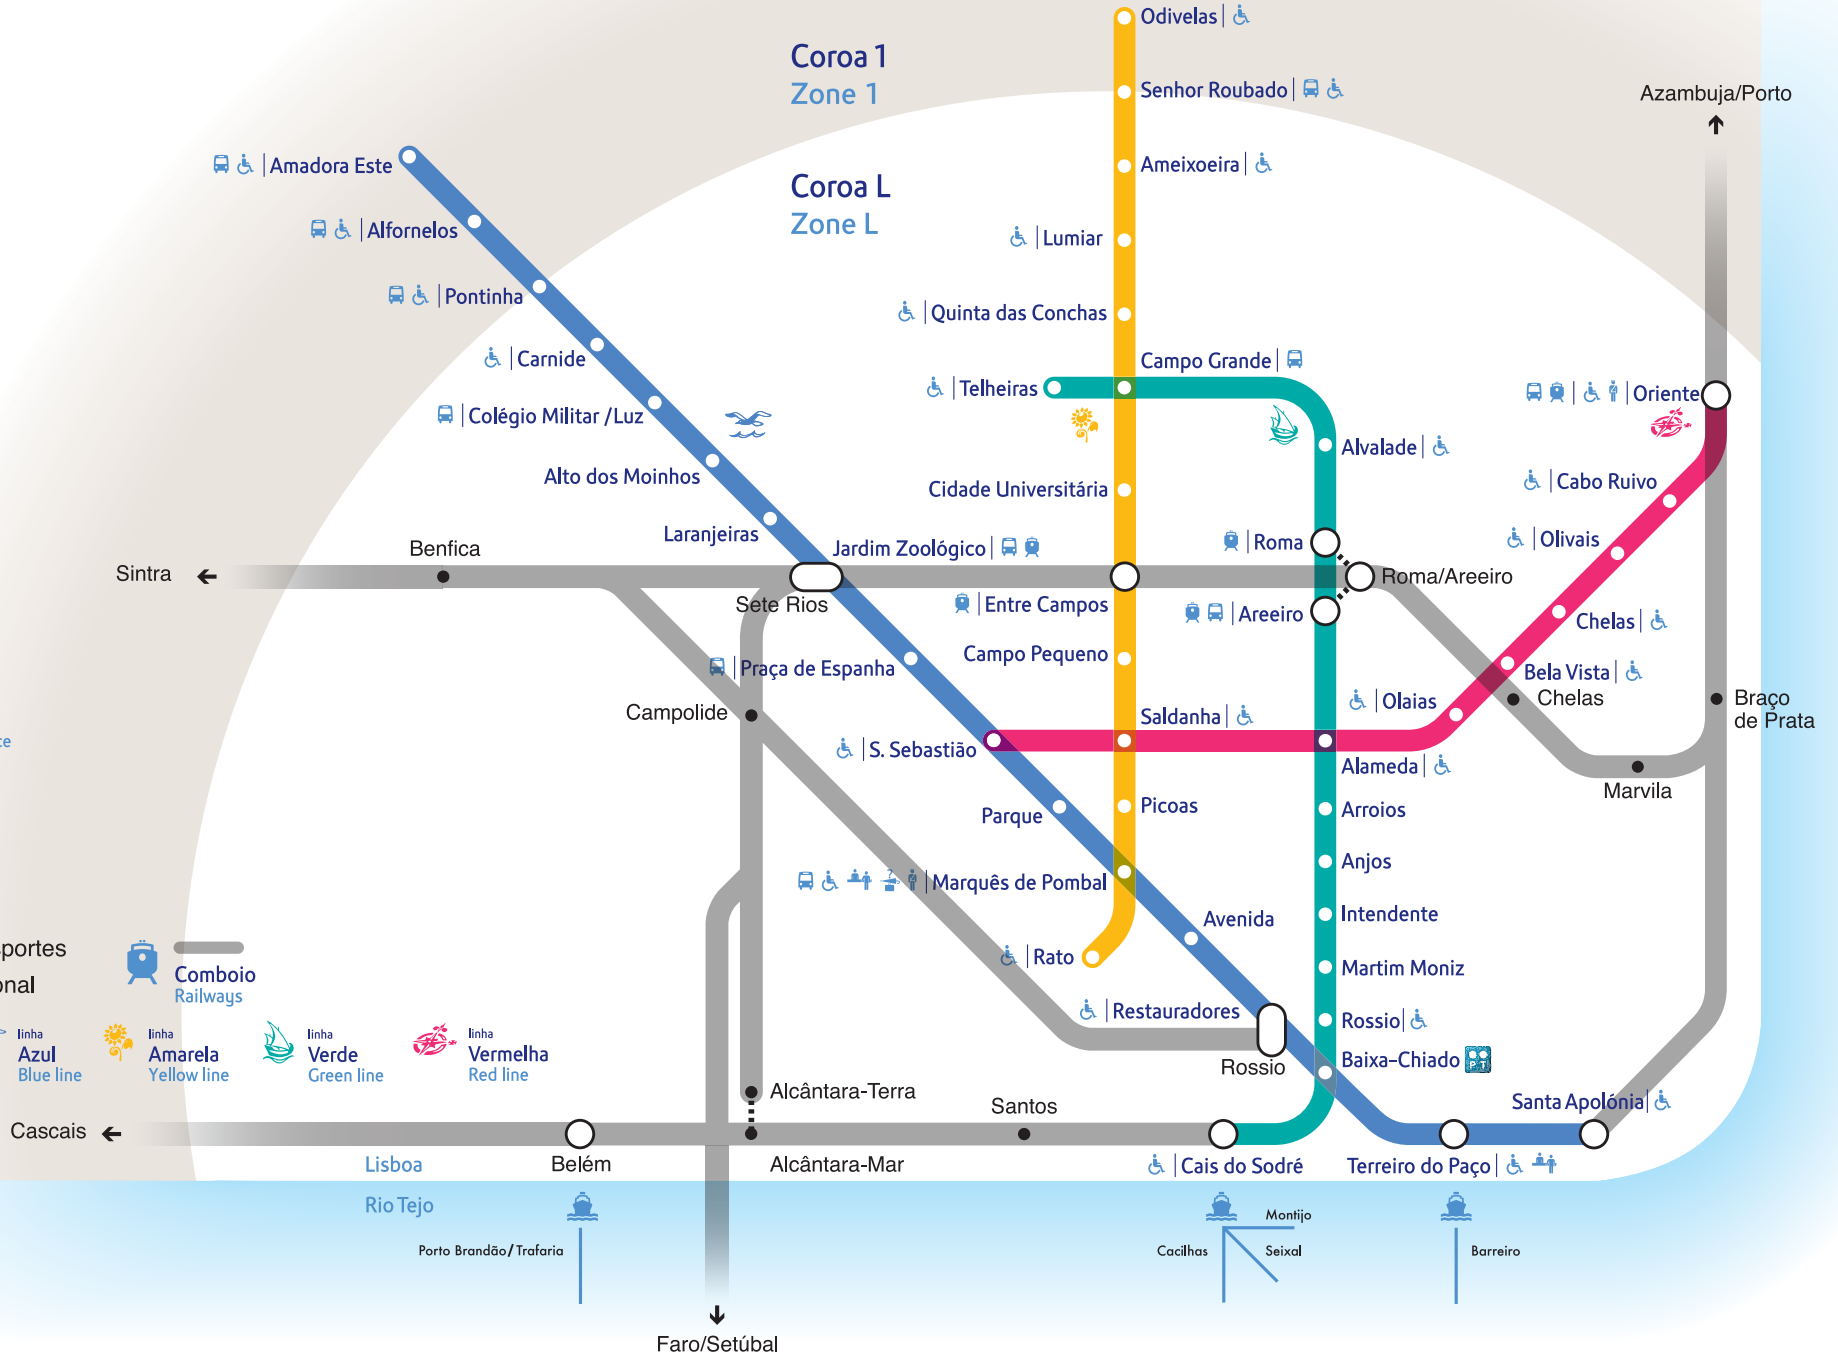 Odivelas
Coroa 1
Zone 1
Senhor Roubado
Azambuja/Porto
Amadora Este
Ameixoeira
Coroa L
Zone L
Alfornelos
Lumiar
Pontinha
Quinta das Conchas
Carnide
Campo Grande
Telheiras
Oriente
Colégio Militar /Luz
Alvalade
Alto dos Moinhos
Cidade Universitária
Cabo Ruivo
Laranjeiras
Jardim Zoológico
Roma
Olivais
Benfica
Sintra
Roma/Areeiro
Sete Rios
Entre Campos
Areeiro
Chelas
Campo Pequeno
Praça de Espanha
Bela Vista
Campolide
Saldanha
Olaias
Chelas
Braço
de Prata
ce
S. Sebastião
Alameda
Marvila
Parque
Picoas
Arroios
Anjos
Marquês de Pombal
Avenida
Intendente
sportes
Rato
Martim Moniz
Comboio
Railways
onal
Restauradores
Rossio
linha
Azul
Blue line
linha
Amarela
Yellow line
linha
Verde
Green line
linha
Vermelha
Red line
Rossio
Baixa-Chiado
PT
Alcântara-Terra
Santos
Santa Apolónia
Cascais
Lisboa
Belém
Alcântara-Mar
Cais do Sodré
Terreiro do Paço
Rio Tejo
Montijo
Porto Brandão/Trafaria
Cacilhas
Seixal
Barreiro
Faro/Setúbal